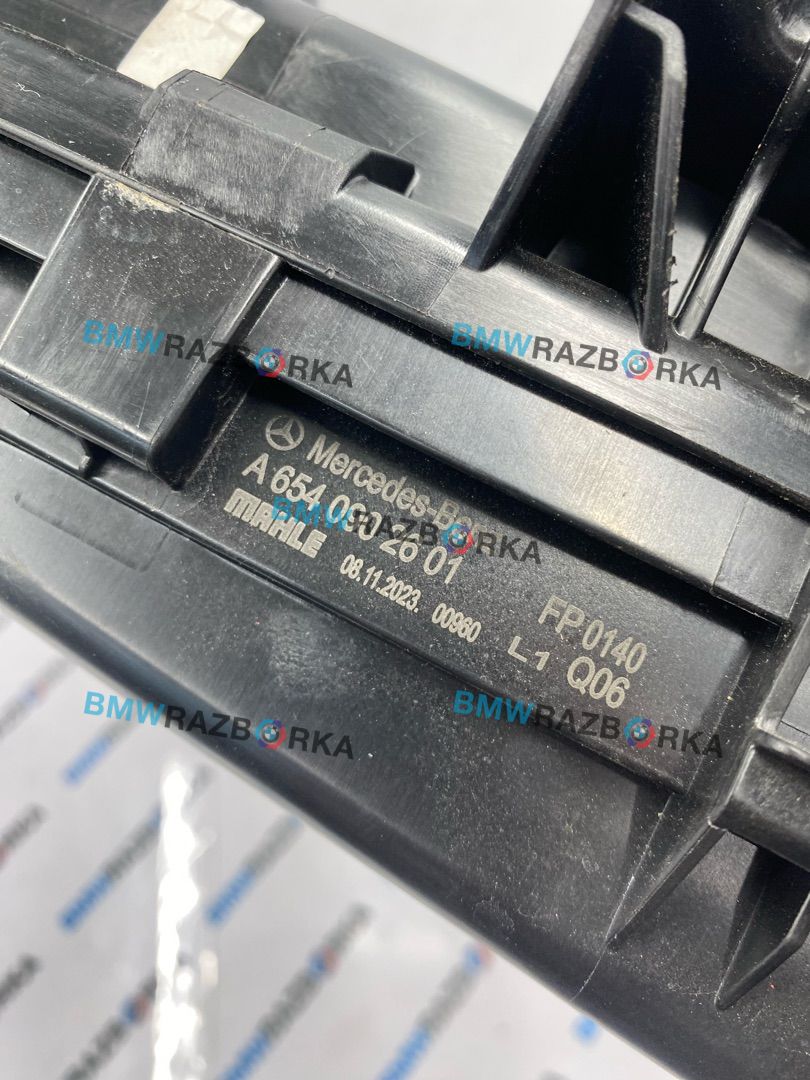 BMWRAZBORKA
BMWRAZBORKA
Mercedes-Benz
A 654 090 26 01
BMWRAZBORKA
MAHLE
08.11.2023. 00960
FP 0140
L1 Q06
BMWRAZBORKA
BMWRAZBORKA